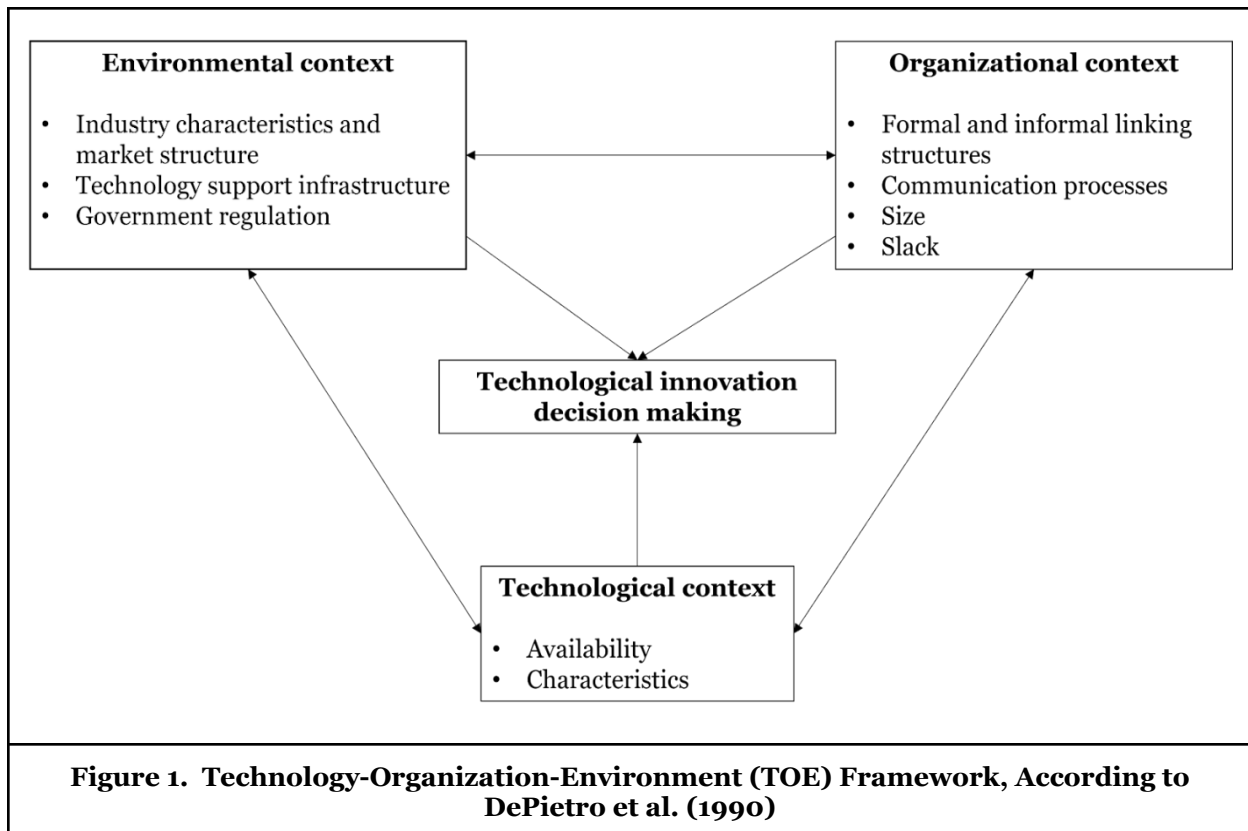 Environmental context
• Industry characteristics and
market structure
• Technology support infrastructure
• Government regulation
Organizational context
• Formal and informal linking
structures
• Communication processes
• Size
• Slack
Technological innovation
decision making
Technological context
• Availability
• Characteristics
Figure 1. Technology-Organization-Environment (TOE) Framework, According to
DePietro et al. (1990)